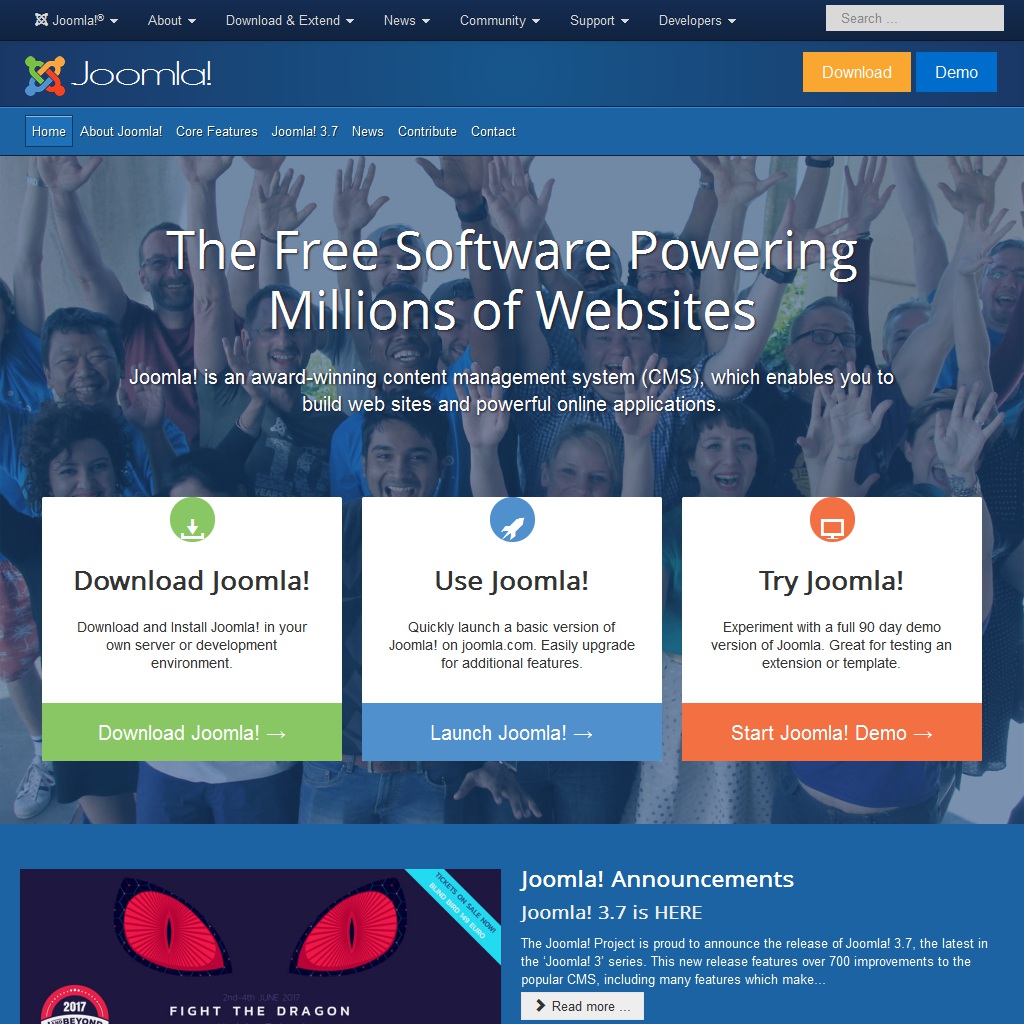 Joomla!® About Download & Extend News Community Support Developers Search ...
Joomla! Download Demo
Home About Joomla! Core Features Joomla! 3.7 News Contribute Contact
The Free Software Powering
Millions of Websites
Joomla! is an award-winning content management system (CMS), which enables you to
build web sites and powerful online applications.
Download Joomla!
Download and Install Joomla! in your
own server or development
environment.
Download Joomla! →
Use Joomla!
Quickly launch a basic version of
Joomla! on joomla.com. Easily upgrade
for additional features.
Launch Joomla! →
Try Joomla!
Experiment with a full 90 day demo
version of Joomla. Great for testing an
extension or template.
Start Joomla! Demo →
TICKETS ON SALE NOW!
BLIND BIRD 149 EURO
2nd-4th JUNE 2017
FIGHT THE DRAGON
2017
BEYOND
Joomla! Announcements
Joomla! 3.7 is HERE
The Joomla! Project is proud to announce the release of Joomla! 3.7, the latest in
the ‘Joomla! 3’ series. This new release features over 700 improvements to the
popular CMS, including many features which make...
Read more ...